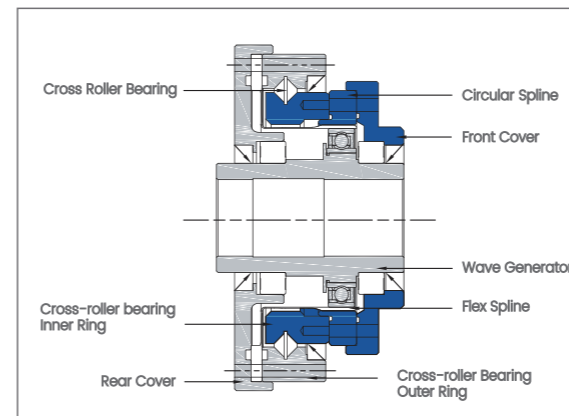 Cross Roller Bearing
Circular Spline
Front Cover
Wave Generator
Cross-roller bearing
Inner Ring
Flex Spline
Rear Cover
Cross-roller Bearing
Outer Ring